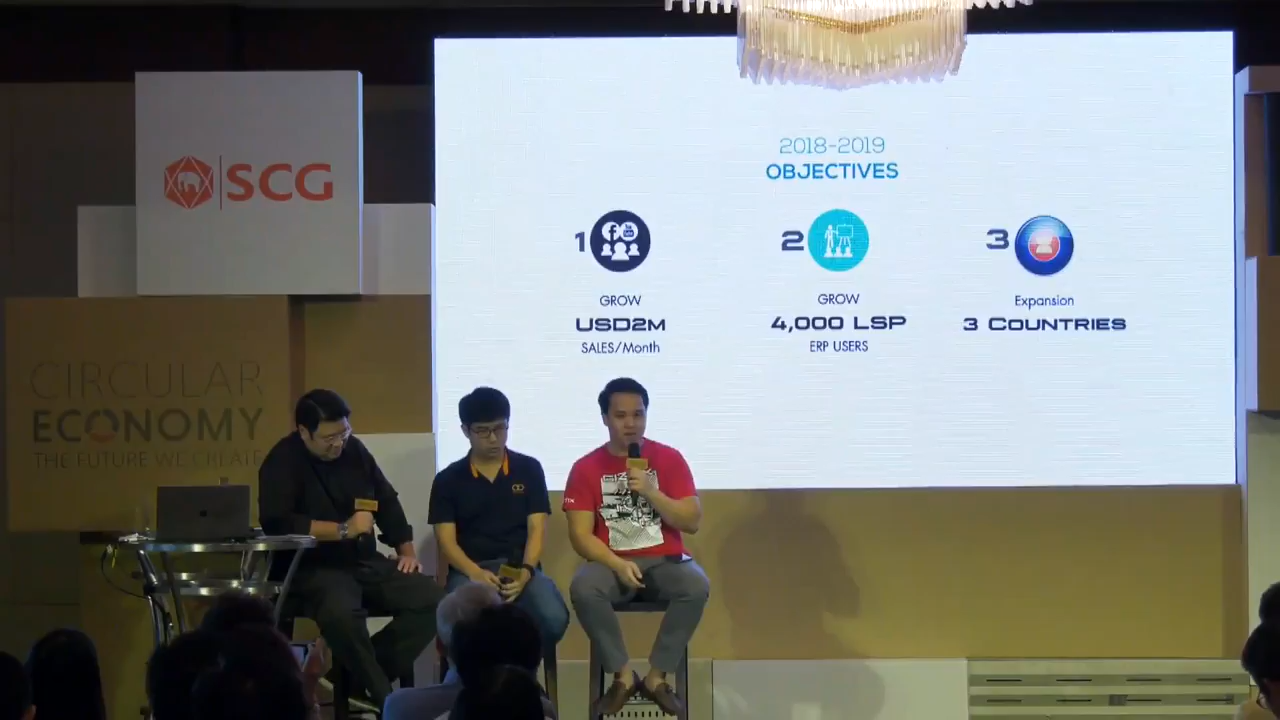 SCG
CIRCULAR
ECONOMY
THE FUTURE WE CREATE
2018-2019
OBJECTIVES
1
GROW
USD2M
SALES/Month
2
GROW
4,000 LSP
ERP USERS
3
Expansion
3 COUNTRIES